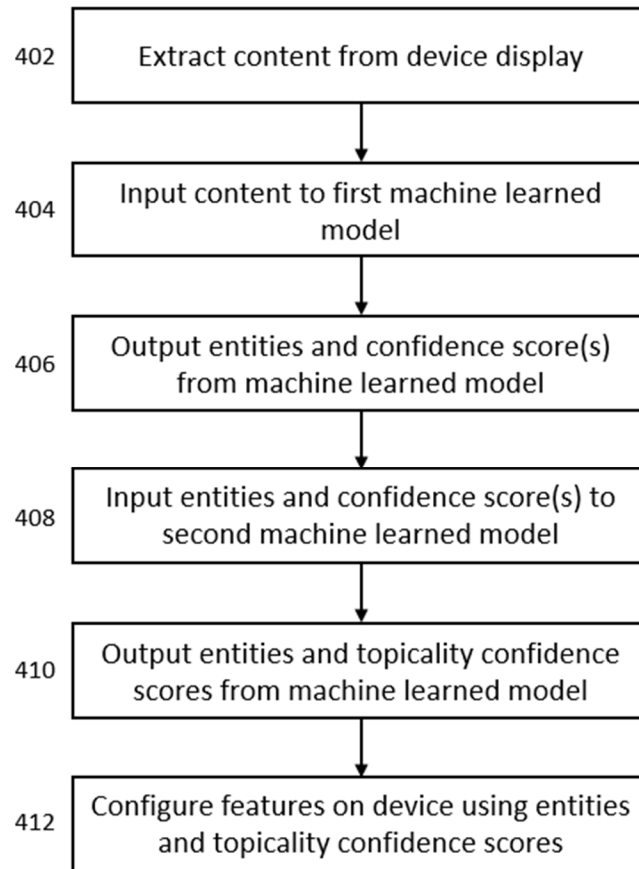 402
Extract content from device display
404
Input content to first machine learned
model
406
Output entities and confidence score(s)
from machine learned model
408
Input entities and confidence score(s) to
second machine learned model
410
Output entities and topicality confidence
scores from machine learned model
412
Configure features on device using entities
and topicality confidence scores